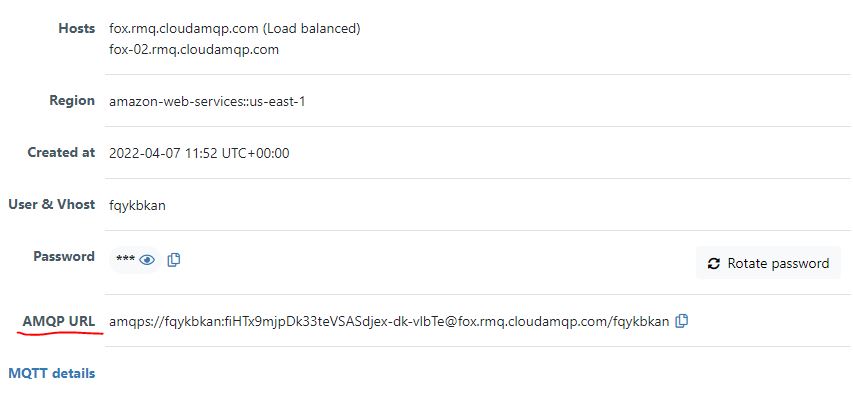 Hosts fox.rmq.cloudamqp.com (Load balanced)
fox-02.rmq.cloudamqp.com
Region amazon-web-services::us-east-1
Created at 2022-04-07 11:52 UTC+00:00
User & Vhost fqykbkan
Password *** Rotate password
AMQP URL amqps://fqykbkan:fiHTx9mjpDk33teVSASdjex-dk-vlbTe@fox.rmq.cloudamqp.com/fqykbkan
MQTT details